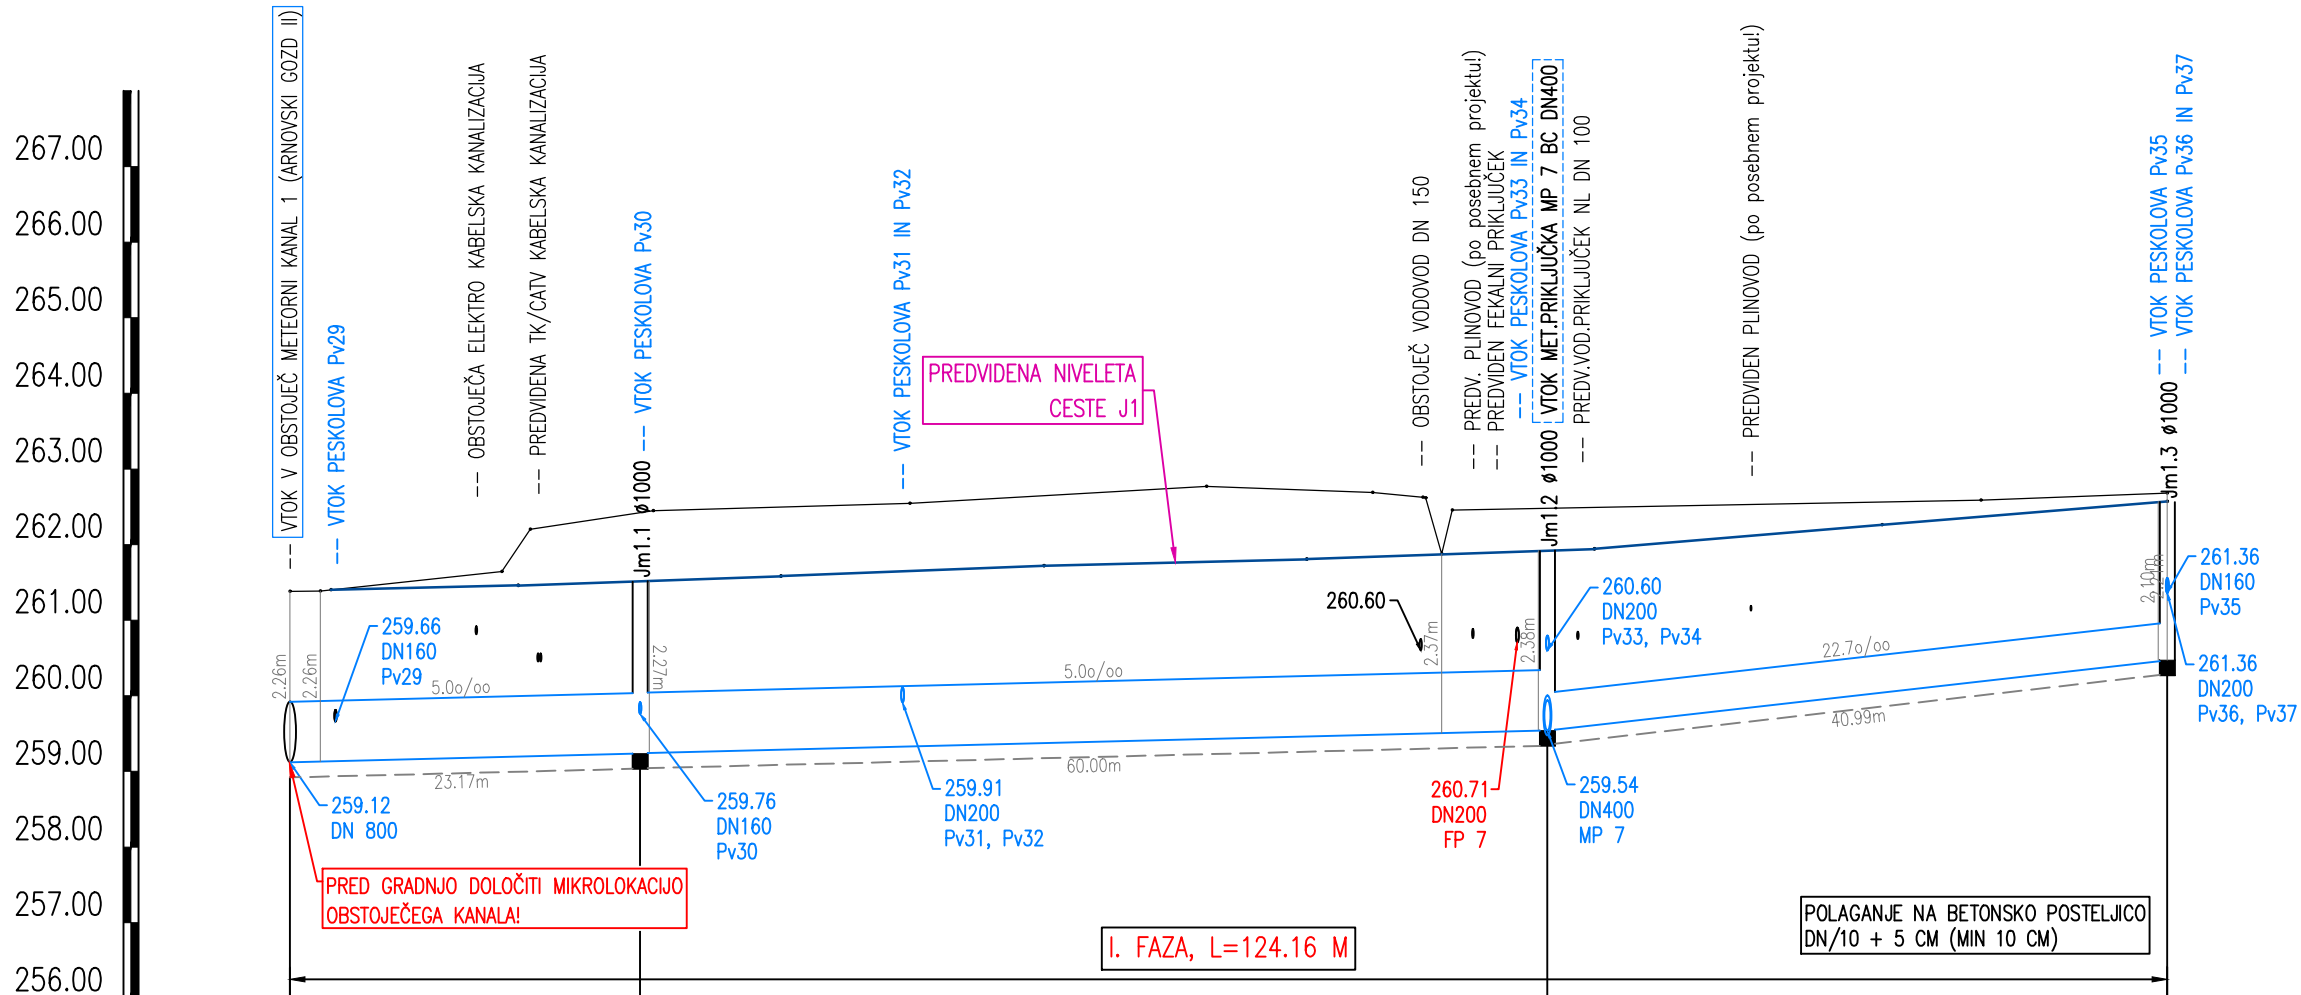 VTOK V OBSTOJEČ METEORNI KANAL 1 (ARNOVSKI GOZD II)
VTOK PESKOLOVA Pv29
OBSTOJEČA ELEKTRO KABELSKA KANALIZACIJA
PREDVIDENA TK/CATV KABELSKA KANALIZACIJA
Jm1.1 ø1000
VTOK PESKOLOVA Pv30
VTOK PESKOLOVA Pv31 IN Pv32
OBSTOJEČ VODOVOD DN 150
PREDV. PLINOVOD (po posebnem projektu!)
PREDVIDEN FEKALNI PRIKLJUČEK
VTOK PESKOLOVA Pv33 IN Pv34
Jm1.2 ø1000
VTOK MET.PRIKLJUČKA MP 7 BC DN400
PREDV.VOD.PRIKLJUČEK NL DN 100
PREDVIDEN PLINOVOD (po posebnem projektu!)
VTOK PESKOLOVA Pv35
Jm1.3 ø1000
VTOK PESKOLOVA Pv36 IN Pv37
267.00
266.00
265.00
264.00
263.00
262.00
261.00
260.00
259.00
258.00
257.00
256.00
PREDVIDENA NIVELETA
CESTE J1
259.66
DN160
Pv29
2.26m
2.26m
5.0o/oo
2.27m
5.0o/oo
260.60
2.37m
2.38m
260.60
DN200
Pv33, Pv34
22.7o/oo
2.10m
261.36
DN160
Pv35
261.36
DN200
Pv36, Pv37
23.17m
60.00m
40.99m
259.12
DN 800
259.76
DN160
Pv30
259.91
DN200
Pv31, Pv32
260.71
DN200
FP 7
259.54
DN400
MP 7
PRED GRADNJO DOLOČITI MIKROLOKACIJO
OBSTOJEČEGA KANALA!
I. FAZA, L=124.16 M
POLAGANJE NA BETONSKO POSTELJICO
DN/10 + 5 CM (MIN 10 CM)